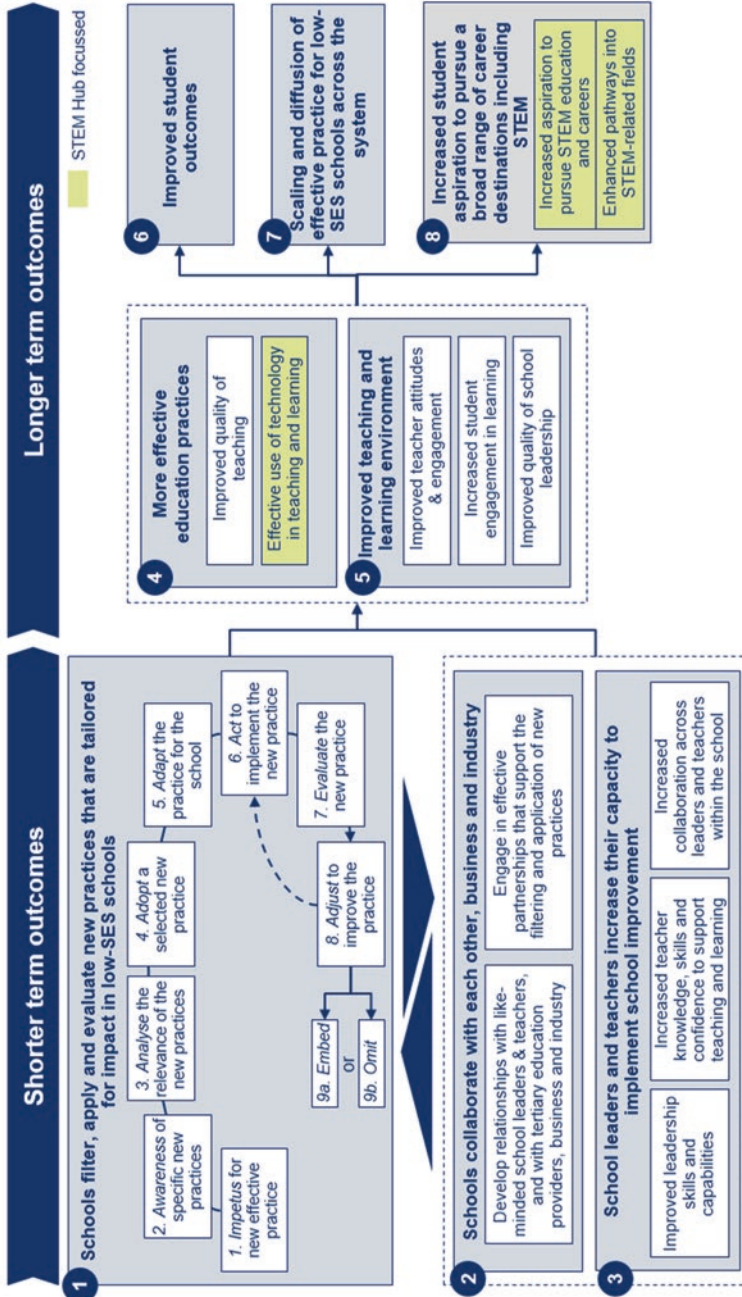 Shorter term outcomes
Longer term outcomes
STEM Hub focussed
1
Schools filter, apply and evaluate new practices that are tailored
for impact in low-SES schools
1. Impetus for
new effective
practice
2. Awareness of
specific new
practices
3. Analyse the
relevance of the
new practices
4. Adopt a
selected new
practice
5. Adapt the
practice for the
school
6. Act to
implement the
new practice
7. Evaluate the
new practice
8. Adjust to
improve the
practice
9a. Embed
or
9b. Omit
2
Schools collaborate with each other, business and industry
Develop relationships with like-
minded school leaders & teachers,
and with tertiary education
providers, business and industry
Engage in effective
partnerships that support the
filtering and application of new
practices
3
School leaders and teachers increase their capacity to
implement school improvement
Improved leadership
skills and
capabilities
Increased teacher
knowledge, skills and
confidence to support
teaching and learning
Increased
collaboration across
leaders and teachers
within the school
4
More effective
education practices
Improved quality of
teaching
Effective use of technology
in teaching and learning
5
Improved teaching and
learning environment
Improved teacher attitudes
& engagement
Increased student
engagement in learning
Improved quality of school
leadership
6
Improved student
outcomes
7
Scaling and diffusion of
effective practice for low-
SES schools across the
system
8
Increased student
aspiration to pursue a
broad range of career
destinations including
STEM
Increased aspiration to
pursue STEM education
and careers
Enhanced pathways into
STEM-related fields